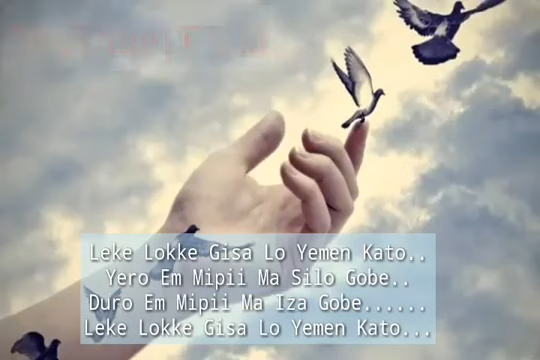 Leke Lokke Gisa Lo Yemen Kato..
Yero Em Mipii Ma Silo Gobe..
Duro Em Mipii Ma Iza Gobe......
Leke Lokke Gisa Lo Yemen Kato...